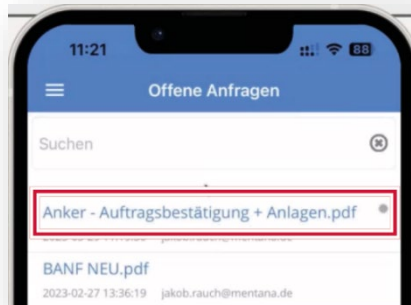 11:21
88
Offene Anfragen
Suchen
Anker - Auftragsbestätigung + Anlagen.pdf
BANF NEU.pdf
2023-02-27 13:36:19 jakob.rauch@mentana.de